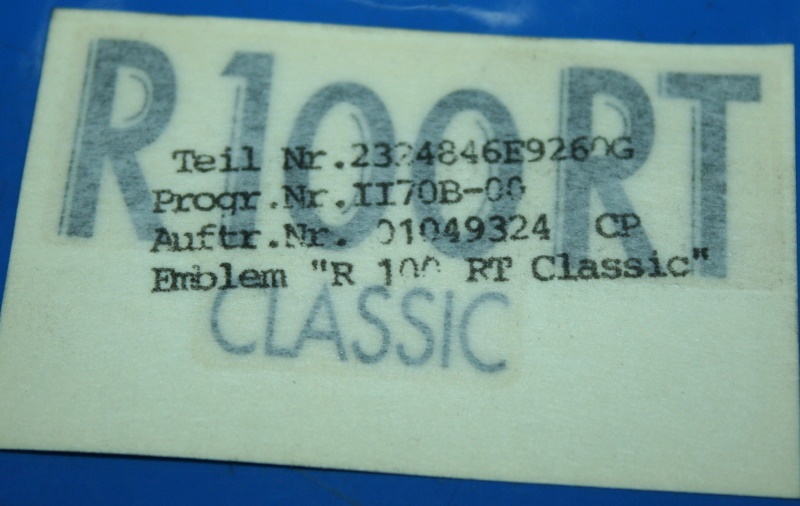 R100RT
Teil Nr.2324846E9260G
Progr.Nr.II70B-00
Auftr.Nr. 01049324 CP
Emblem "R 100 RT Classic"
CLASSIC